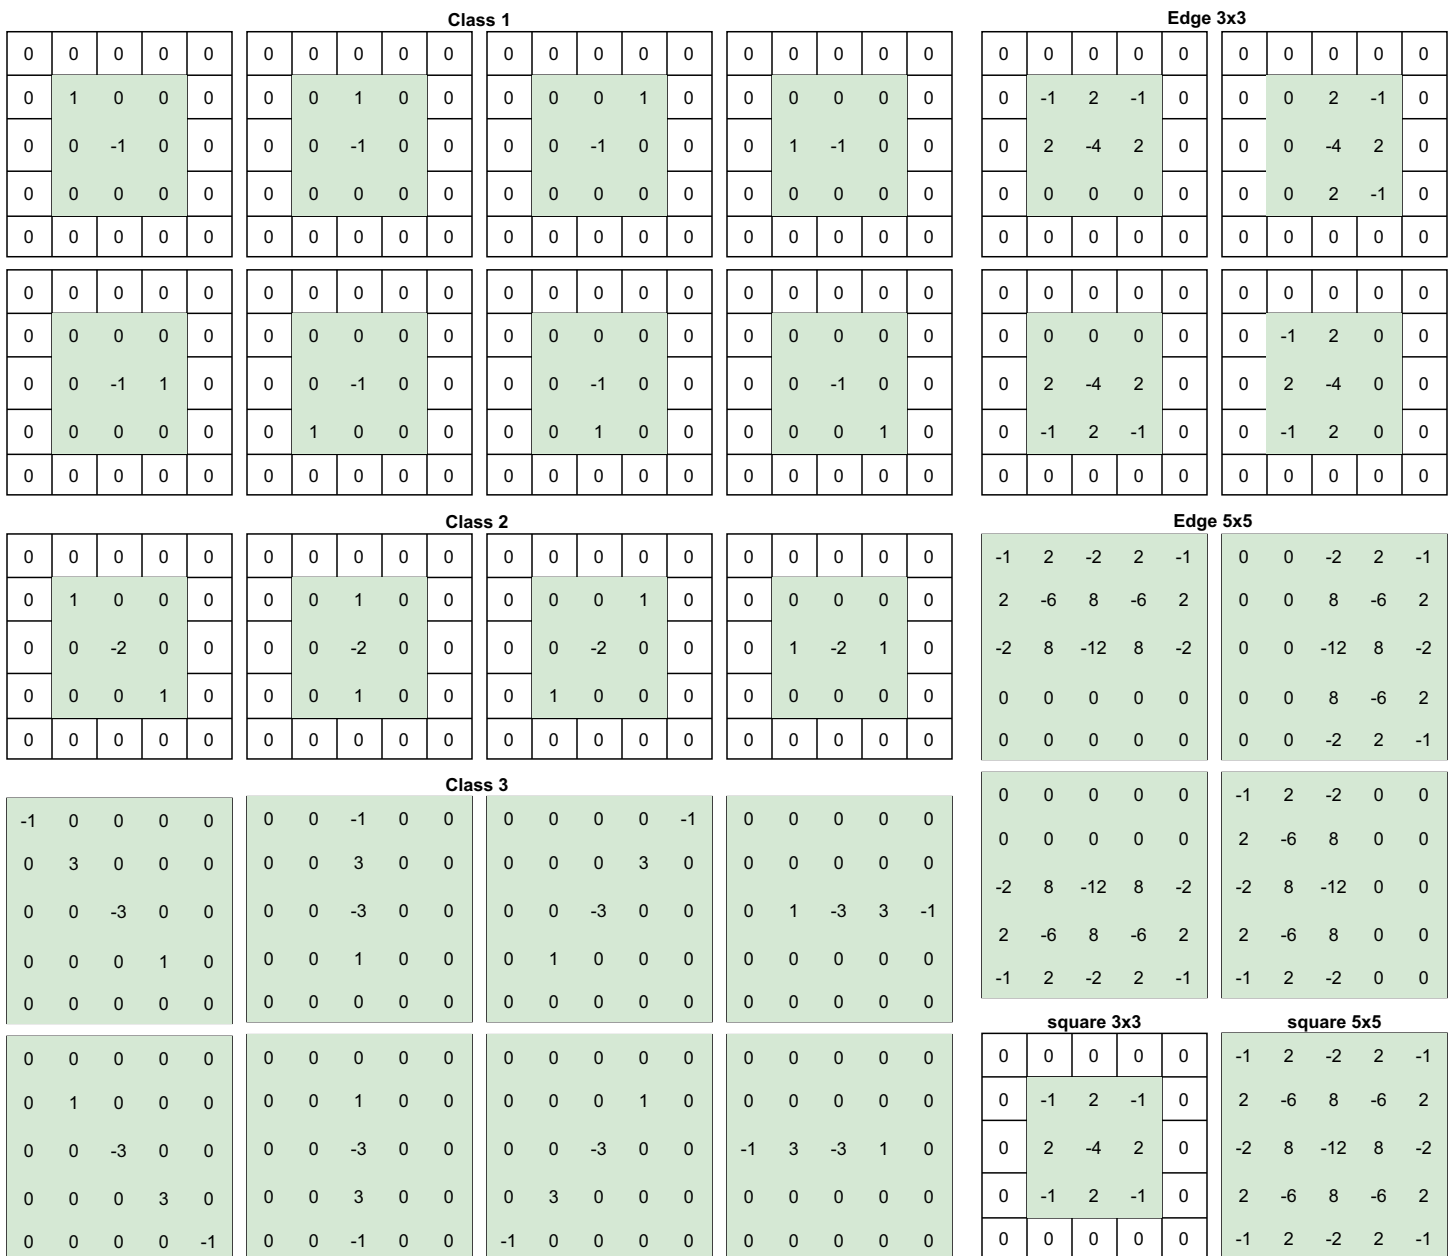 Class 1 Edge 3x3
0 0 0 0 0 0 0 0 0 0 0 0 0 0 0 0 0 0 0 0 0 0 0 0 0 0 0 0 0 0
0 1 0 0 0 0 0 1 0 0 0 0 0 1 0 0 0 0 0 0 0 -1 2 -1 0 0 0 2 -1 0
0 0 -1 0 0 0 0 -1 0 0 0 0 -1 0 0 0 1 -1 0 0 0 2 -4 2 0 0 0 -4 2 0
0 0 0 0 0 0 0 0 0 0 0 0 0 0 0 0 0 0 0 0 0 0 0 0 0 0 0 2 -1 0
0 0 0 0 0 0 0 0 0 0 0 0 0 0 0 0 0 0 0 0 0 0 0 0 0 0 0 0 0 0
0 0 0 0 0 0 0 0 0 0 0 0 0 0 0 0 0 0 0 0 0 0 0 0 0 0 0 0 0 0
0 0 0 0 0 0 0 0 0 0 0 0 0 0 0 0 0 0 0 0 0 0 0 0 0 0 -1 2 0 0
0 0 -1 1 0 0 0 -1 0 0 0 0 -1 0 0 0 0 -1 0 0 0 2 -4 2 0 0 2 -4 0 0
0 0 0 0 0 0 1 0 0 0 0 0 1 0 0 0 0 0 1 0 0 -1 2 -1 0 0 -1 2 0 0
0 0 0 0 0 0 0 0 0 0 0 0 0 0 0 0 0 0 0 0 0 0 0 0 0 0 0 0 0 0
Class 2 Edge 5x5
0 0 0 0 0 0 0 0 0 0 0 0 0 0 0 0 0 0 0 0 -1 2 -2 2 -1 0 0 -2 2 -1
0 1 0 0 0 0 0 1 0 0 0 0 0 1 0 0 0 0 0 0 2 -6 8 -6 2 0 0 8 -6 2
0 0 -2 0 0 0 0 -2 0 0 0 0 -2 0 0 0 1 -2 1 0 -2 8 -12 8 -2 0 0 -12 8 -2
0 0 0 1 0 0 0 1 0 0 0 1 0 0 0 0 0 0 0 0 0 0 0 0 0 0 0 8 -6 2
0 0 0 0 0 0 0 0 0 0 0 0 0 0 0 0 0 0 0 0 0 0 0 0 0 0 0 -2 2 -1
Class 3
-1 0 0 0 0 0 0 -1 0 0 0 0 0 0 -1 0 0 0 0 0 0 0 0 0 0 -1 2 -2 0 0
0 3 0 0 0 0 0 3 0 0 0 0 0 3 0 0 0 0 0 0 0 0 0 0 0 2 -6 8 0 0
0 0 -3 0 0 0 0 -3 0 0 0 0 -3 0 0 0 1 -3 3 -1 -2 8 -12 8 -2 -2 8 -12 0 0
0 0 0 1 0 0 0 1 0 0 0 1 0 0 0 0 0 0 0 0 2 -6 8 -6 2 2 -6 8 0 0
0 0 0 0 0 0 0 0 0 0 0 0 0 0 0 0 0 0 0 0 -1 2 -2 2 -1 -1 2 -2 0 0
square 3x3 square 5x5
0 0 0 0 0 0 0 0 0 0 0 0 0 0 0 0 0 0 0 0 0 0 0 0 0 -1 2 -2 2 -1
0 1 0 0 0 0 0 1 0 0 0 0 0 1 0 0 0 0 0 0 0 -1 2 -1 0 2 -6 8 -6 2
0 0 -3 0 0 0 0 -3 0 0 0 0 -3 0 0 -1 3 -3 1 0 0 2 -4 2 0 -2 8 -12 8 -2
0 0 0 3 0 0 0 3 0 0 0 3 0 0 0 0 0 0 0 0 0 -1 2 -1 0 2 -6 8 -6 2
0 0 0 0 -1 0 0 -1 0 0 -1 0 0 0 0 0 0 0 0 0 0 0 0 0 0 -1 2 -2 2 -1